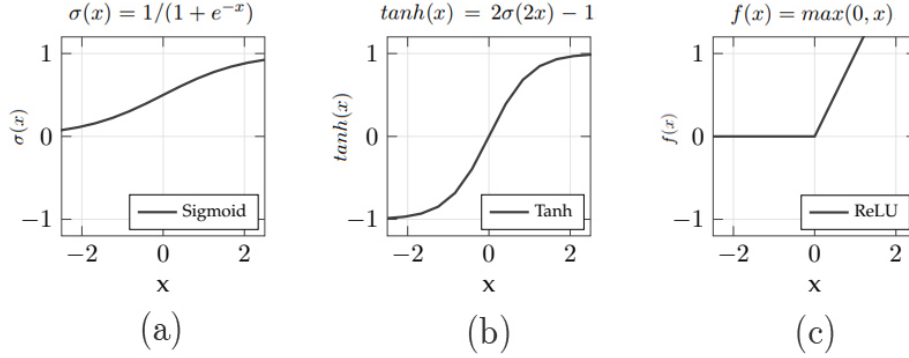 σ(x) = 1/(1 + e⁻ˣ)
1
0
−1
σ(x)
Sigmoid
−2 0 2
x
(a)
tanh(x) = 2σ(2x) − 1
1
0
−1
tanh(x)
Tanh
−2 0 2
x
(b)
f(x) = max(0, x)
1
0
−1
f(x)
ReLU
−2 0 2
x
(c)